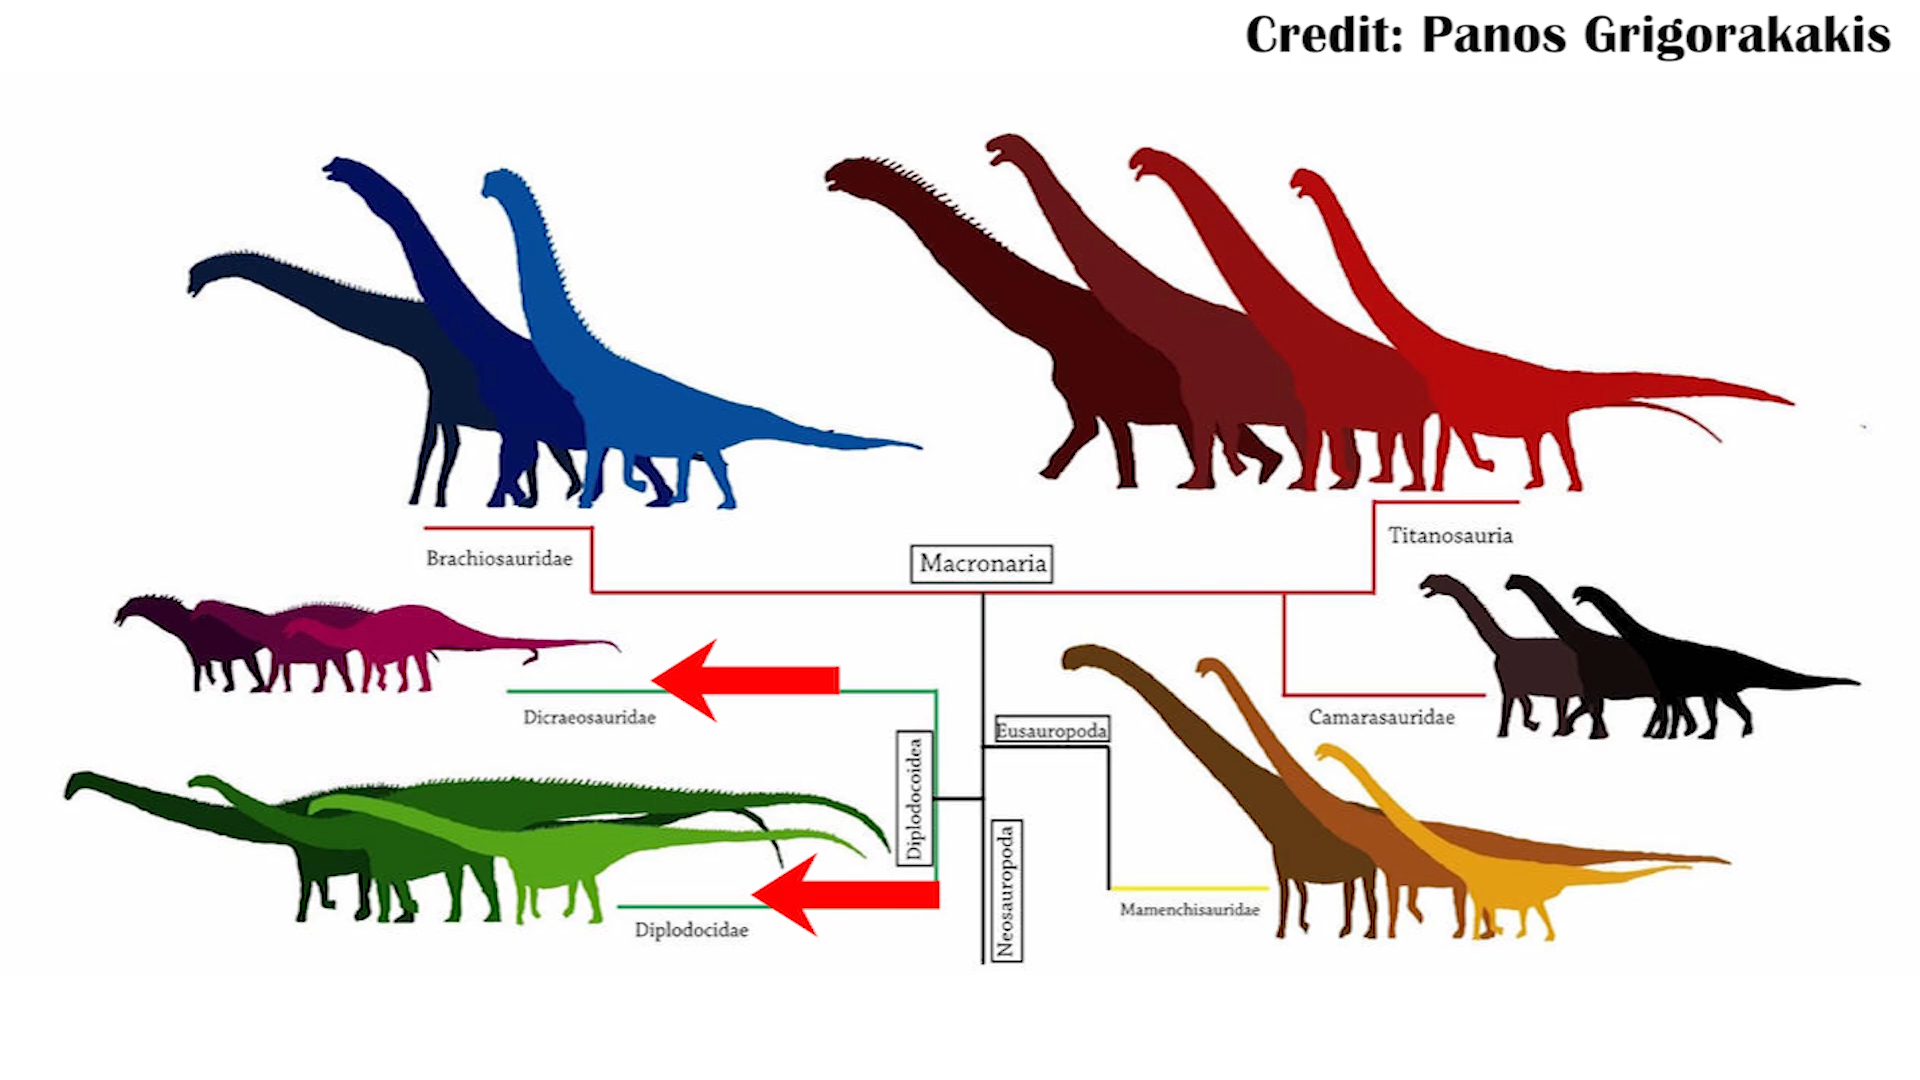 Credit: Panos Grigorakakis
Titanosauria
Brachiosauridae
Macronaria
Dicraeosauridae
Camarasauridae
Eusauropoda
Diplodocoidea
Neosauropoda
Mamenchisauridae
Diplodocidae